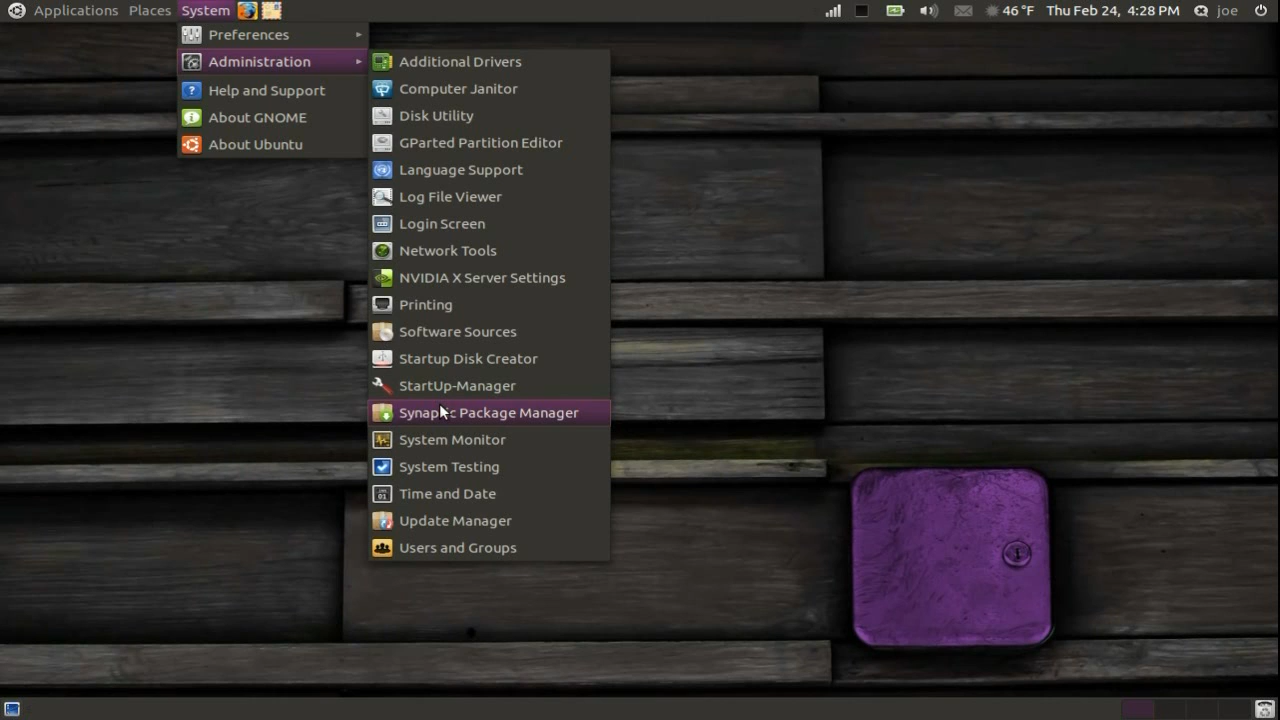 Applications Places System 46 °F Thu Feb 24, 4:28 PM joe
Preferences
Administration
Help and Support
About GNOME
About Ubuntu
Additional Drivers
Computer Janitor
Disk Utility
GParted Partition Editor
Language Support
Log File Viewer
Login Screen
Network Tools
NVIDIA X Server Settings
Printing
Software Sources
Startup Disk Creator
StartUp-Manager
Synaptic Package Manager
System Monitor
System Testing
Time and Date
Update Manager
Users and Groups